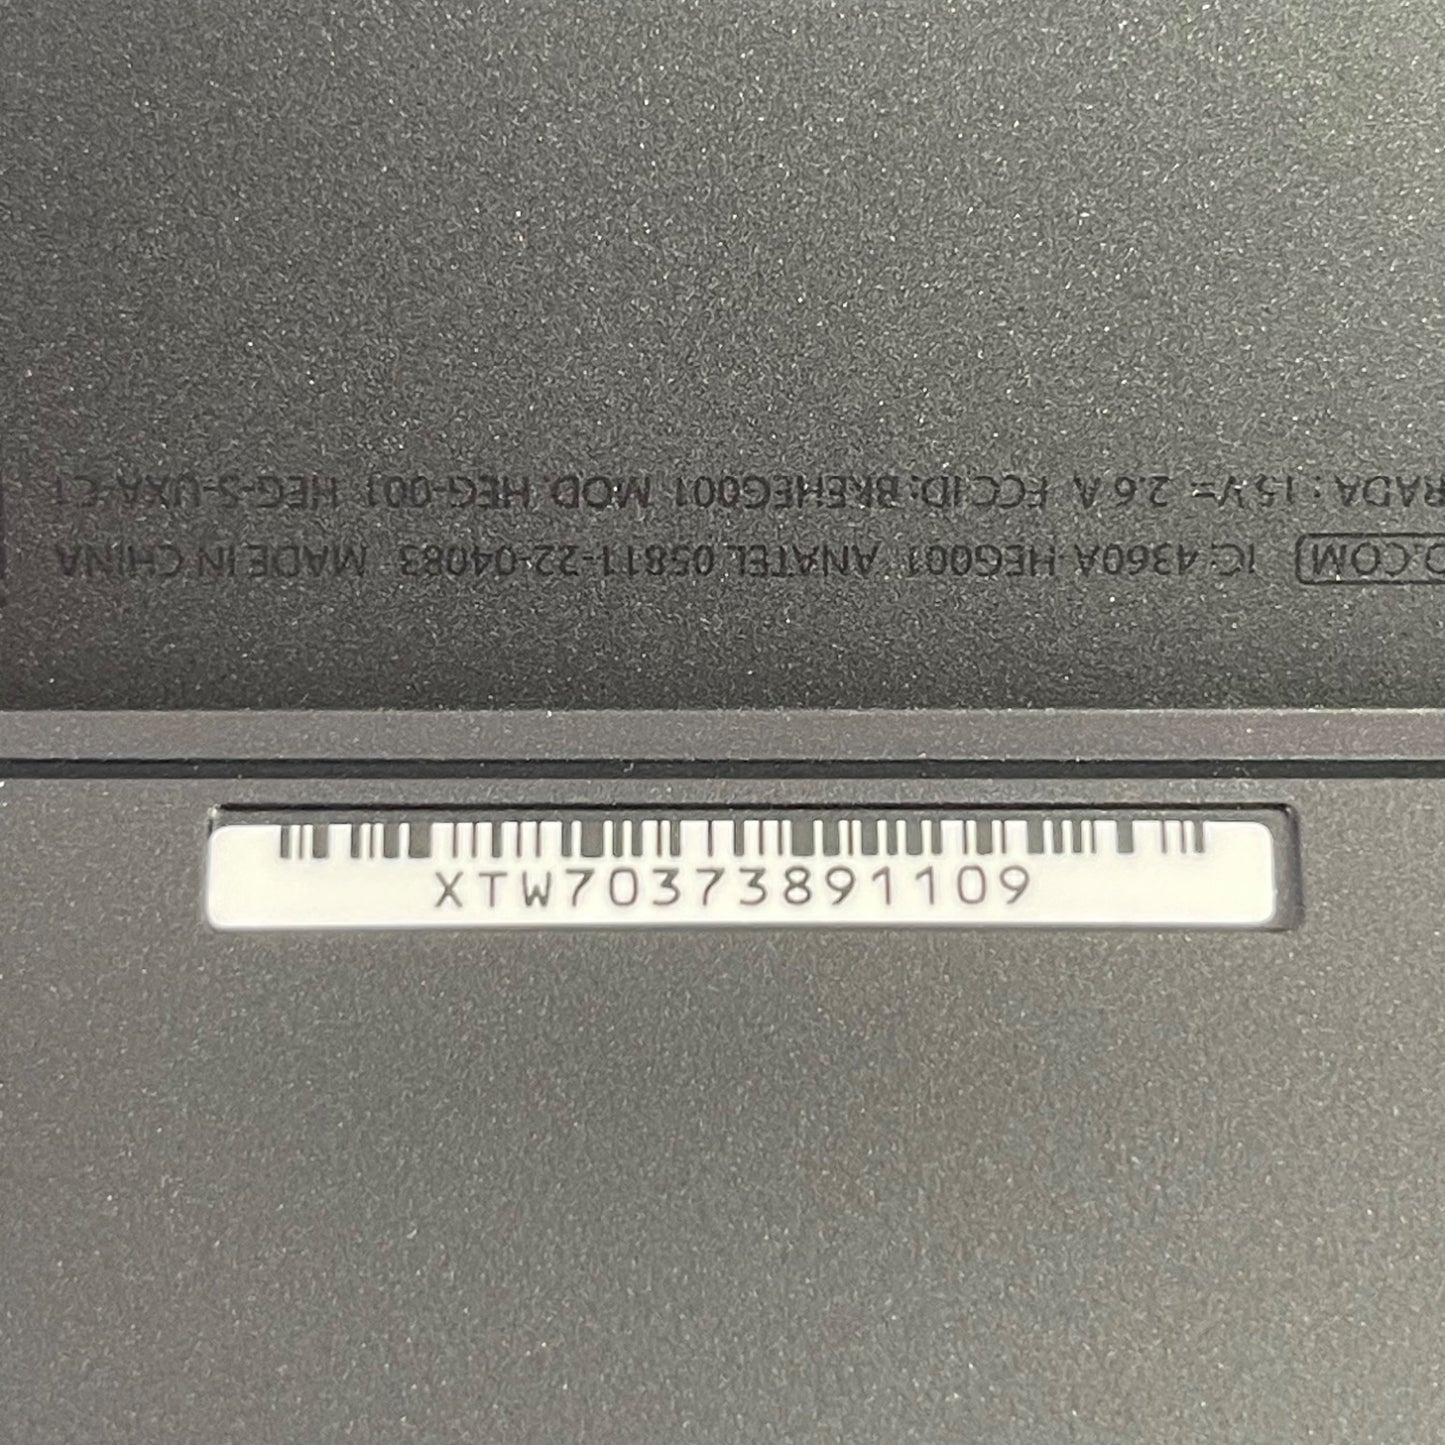 O.COM IC: 4360A-HEG001 ANATEL 05811-22-04083 MADE IN CHINA
RADA : 15 V⎓ 2.6 A FCC ID: BKEHEG001 MOD. HEG-001 HEG-S-UXA-C1
XTW70373891109